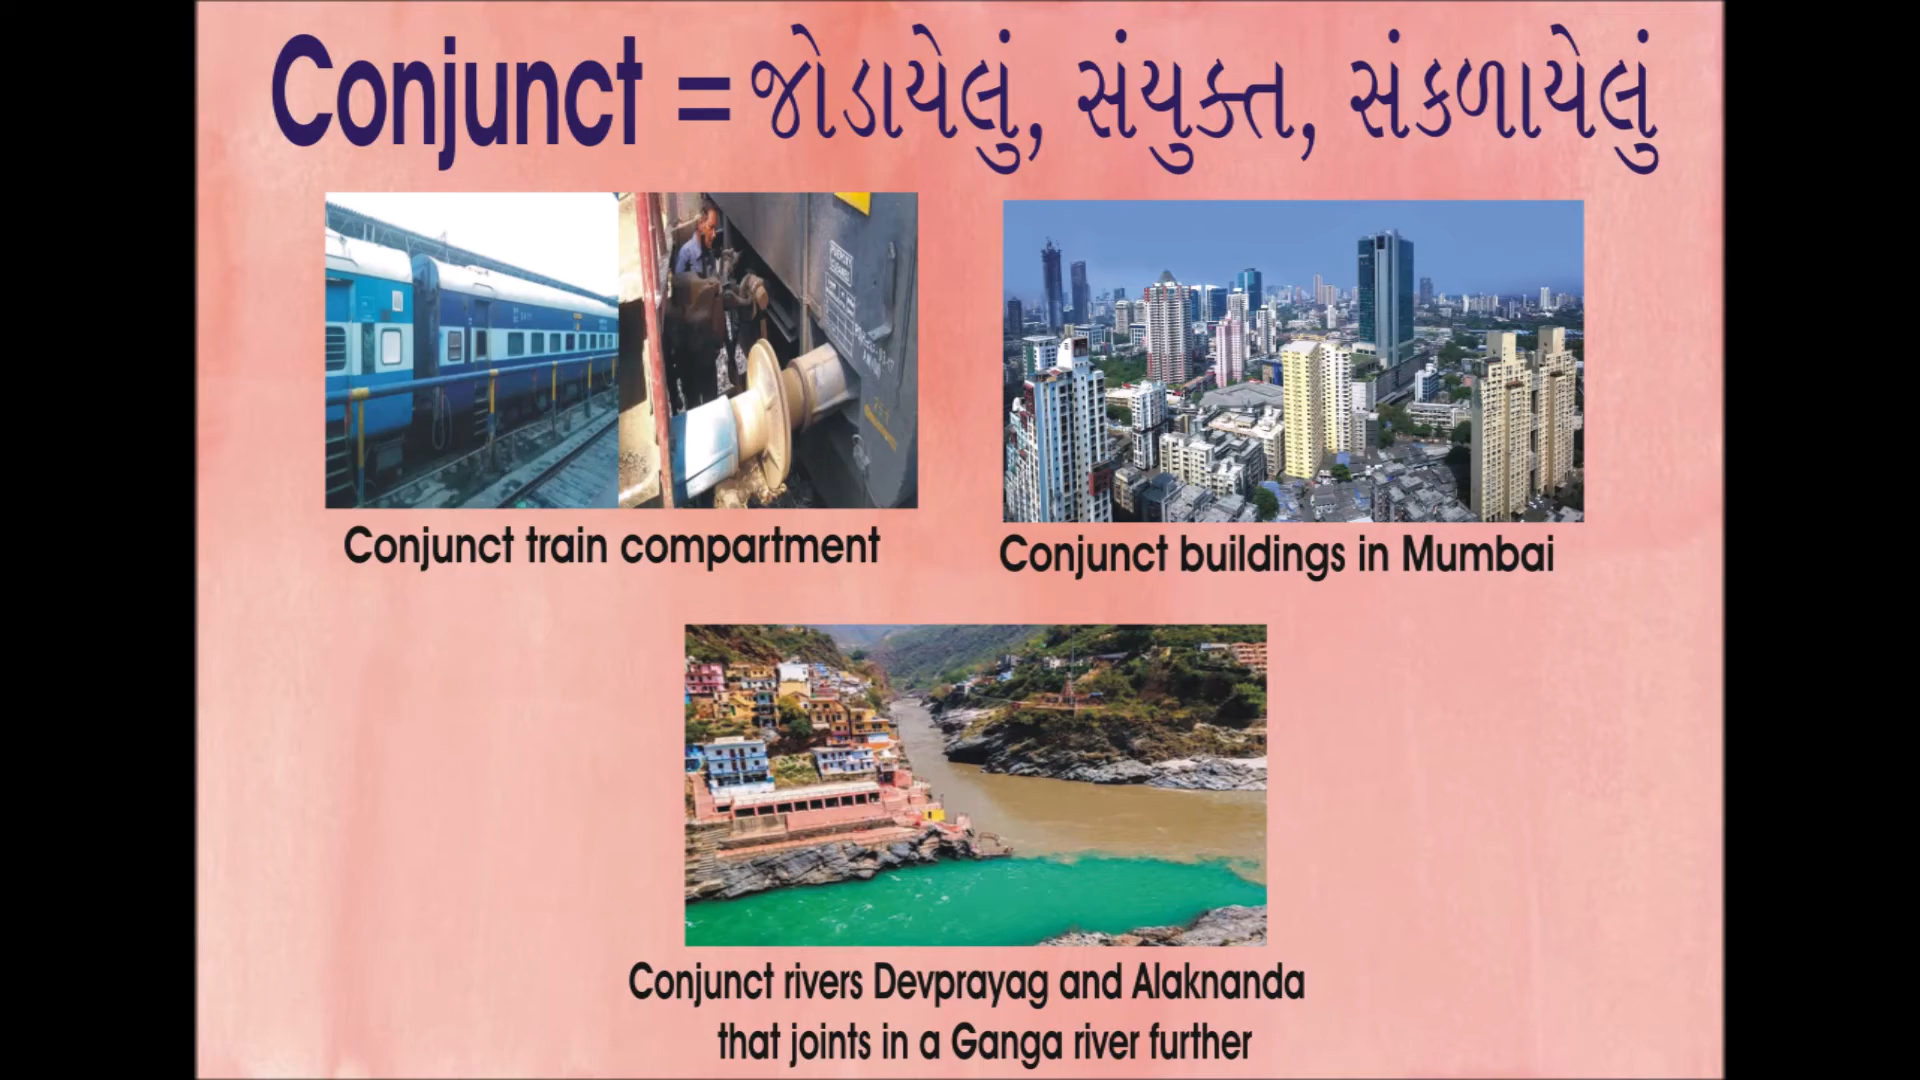 Conjunct = જોડાયેલું, સંયુક્ત, સંકળાયેલું
Conjunct train compartment
Conjunct buildings in Mumbai
Conjunct rivers Devprayag and Alaknanda
that joints in a Ganga river further